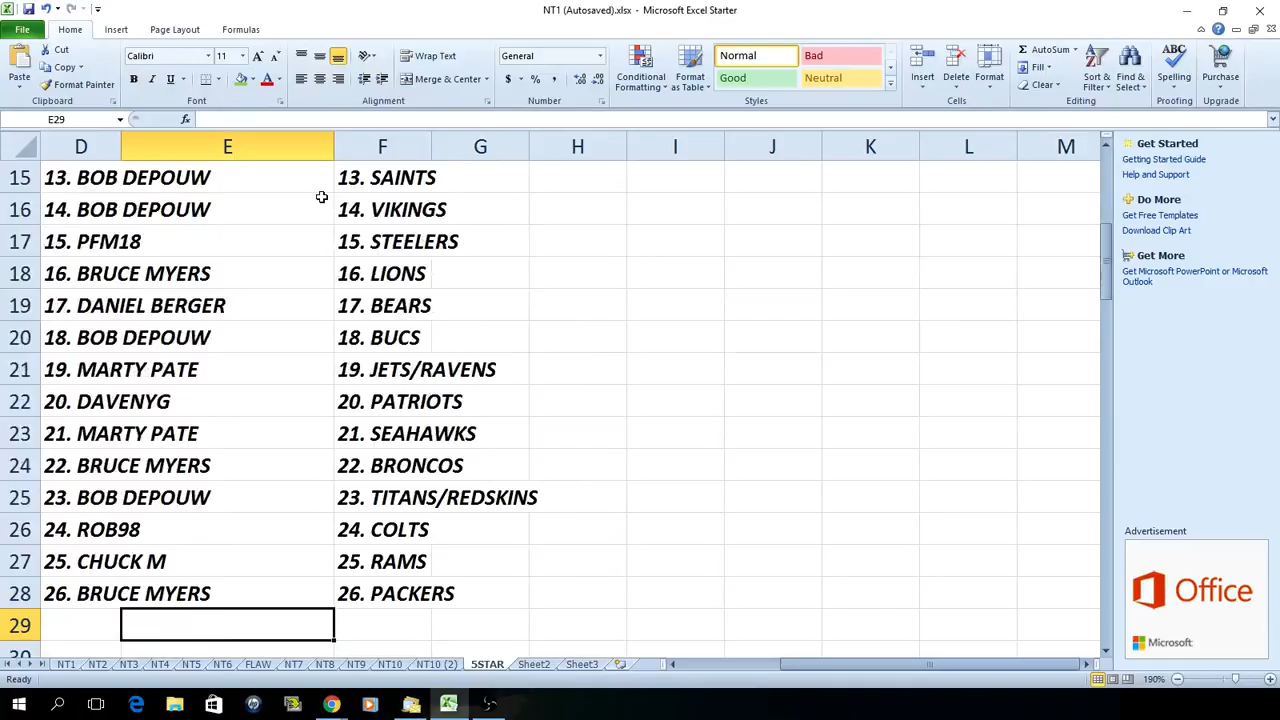 NT1 (Autosaved).xlsx - Microsoft Excel Starter
File Home Insert Page Layout Formulas
Cut
Copy
Format Painter
Paste
Clipboard
Calibri 11
B I U
Font
Wrap Text
Merge & Center
Alignment
General
$ % ,
Number
Conditional Formatting
Format as Table
Normal Bad
Good Neutral
Styles
Insert Delete Format
Cells
AutoSum
Fill
Clear
Sort & Filter
Find & Select
Editing
Spelling
Proofing
Purchase
Upgrade
E29 fx
D E F G H I J K L M
15 13. BOB DEPOUW 13. SAINTS
16 14. BOB DEPOUW 14. VIKINGS
17 15. PFM18 15. STEELERS
18 16. BRUCE MYERS 16. LIONS
19 17. DANIEL BERGER 17. BEARS
20 18. BOB DEPOUW 18. BUCS
21 19. MARTY PATE 19. JETS/RAVENS
22 20. DAVENYG 20. PATRIOTS
23 21. MARTY PATE 21. SEAHAWKS
24 22. BRUCE MYERS 22. BRONCOS
25 23. BOB DEPOUW 23. TITANS/REDSKINS
26 24. ROB98 24. COLTS
27 25. CHUCK M 25. RAMS
28 26. BRUCE MYERS 26. PACKERS
29
30
Get Started
Getting Started Guide
Help and Support
Do More
Get Free Templates
Download Clip Art
Get More
Get Microsoft PowerPoint or Microsoft
Outlook
Advertisement
Office
Microsoft
NT1 NT2 NT3 NT4 NT5 NT6 FLAW NT7 NT8 NT9 NT10 NT10 (2) 5STAR Sheet2 Sheet3
Ready 190%